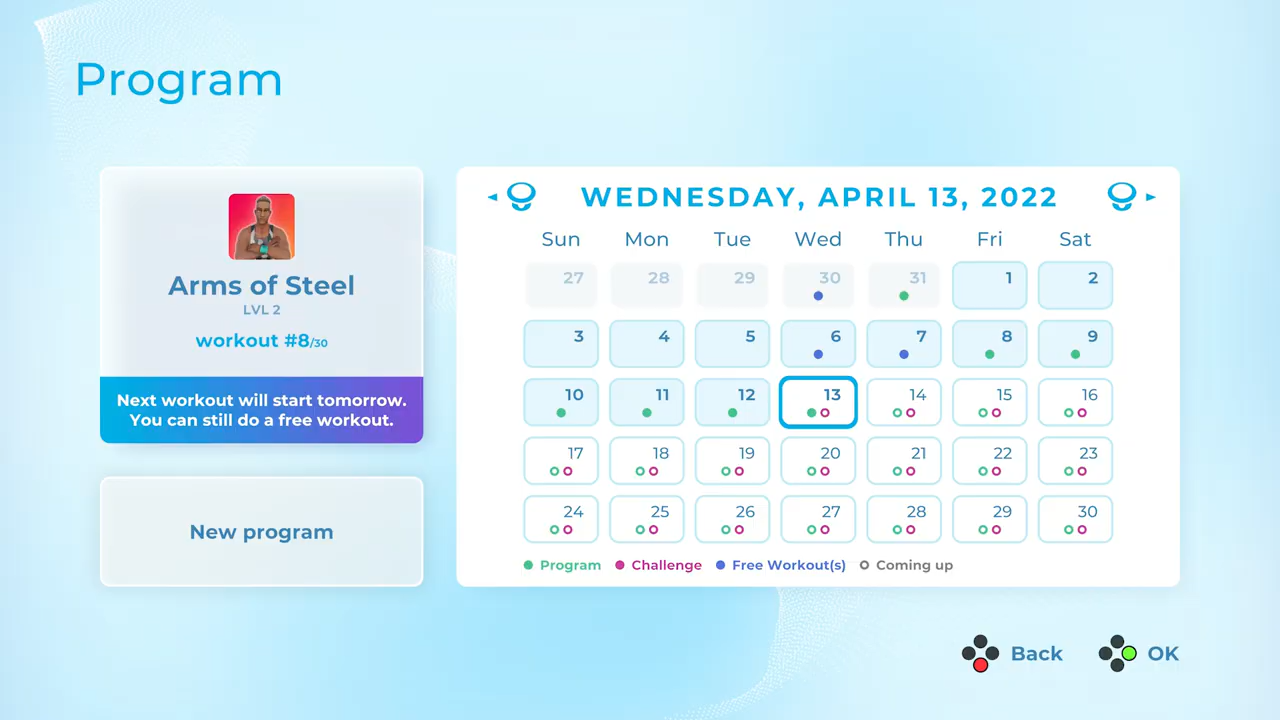 Program
Arms of Steel
LVL 2
workout #8/30
Next workout will start tomorrow.
You can still do a free workout.
New program
WEDNESDAY, APRIL 13, 2022
Sun Mon Tue Wed Thu Fri Sat
27 28 29 30 31 1 2
3 4 5 6 7 8 9
10 11 12 13 14 15 16
17 18 19 20 21 22 23
24 25 26 27 28 29 30
Program Challenge Free Workout(s) Coming up
Back OK